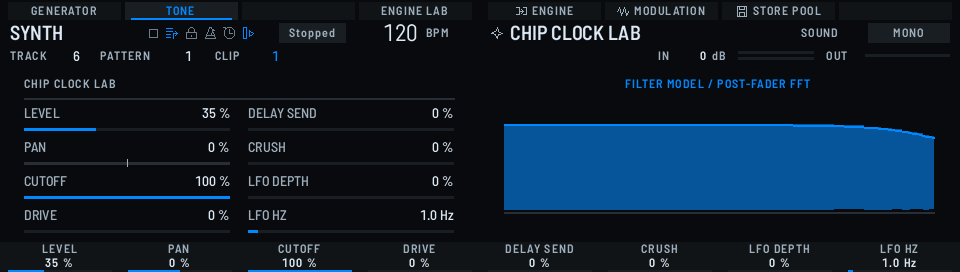 GENERATOR TONE ENGINE LAB ENGINE MODULATION STORE POOL
SYNTH Stopped 120 BPM CHIP CLOCK LAB SOUND MONO
TRACK 6 PATTERN 1 CLIP 1 IN 0 dB OUT
CHIP CLOCK LAB FILTER MODEL / POST-FADER FFT
LEVEL 35 % DELAY SEND 0 %
PAN 0 % CRUSH 0 %
CUTOFF 100 % LFO DEPTH 0 %
DRIVE 0 % LFO HZ 1.0 Hz
LEVEL PAN CUTOFF DRIVE DELAY SEND CRUSH LFO DEPTH LFO HZ
35 % 0 % 100 % 0 % 0 % 0 % 0 % 1.0 Hz